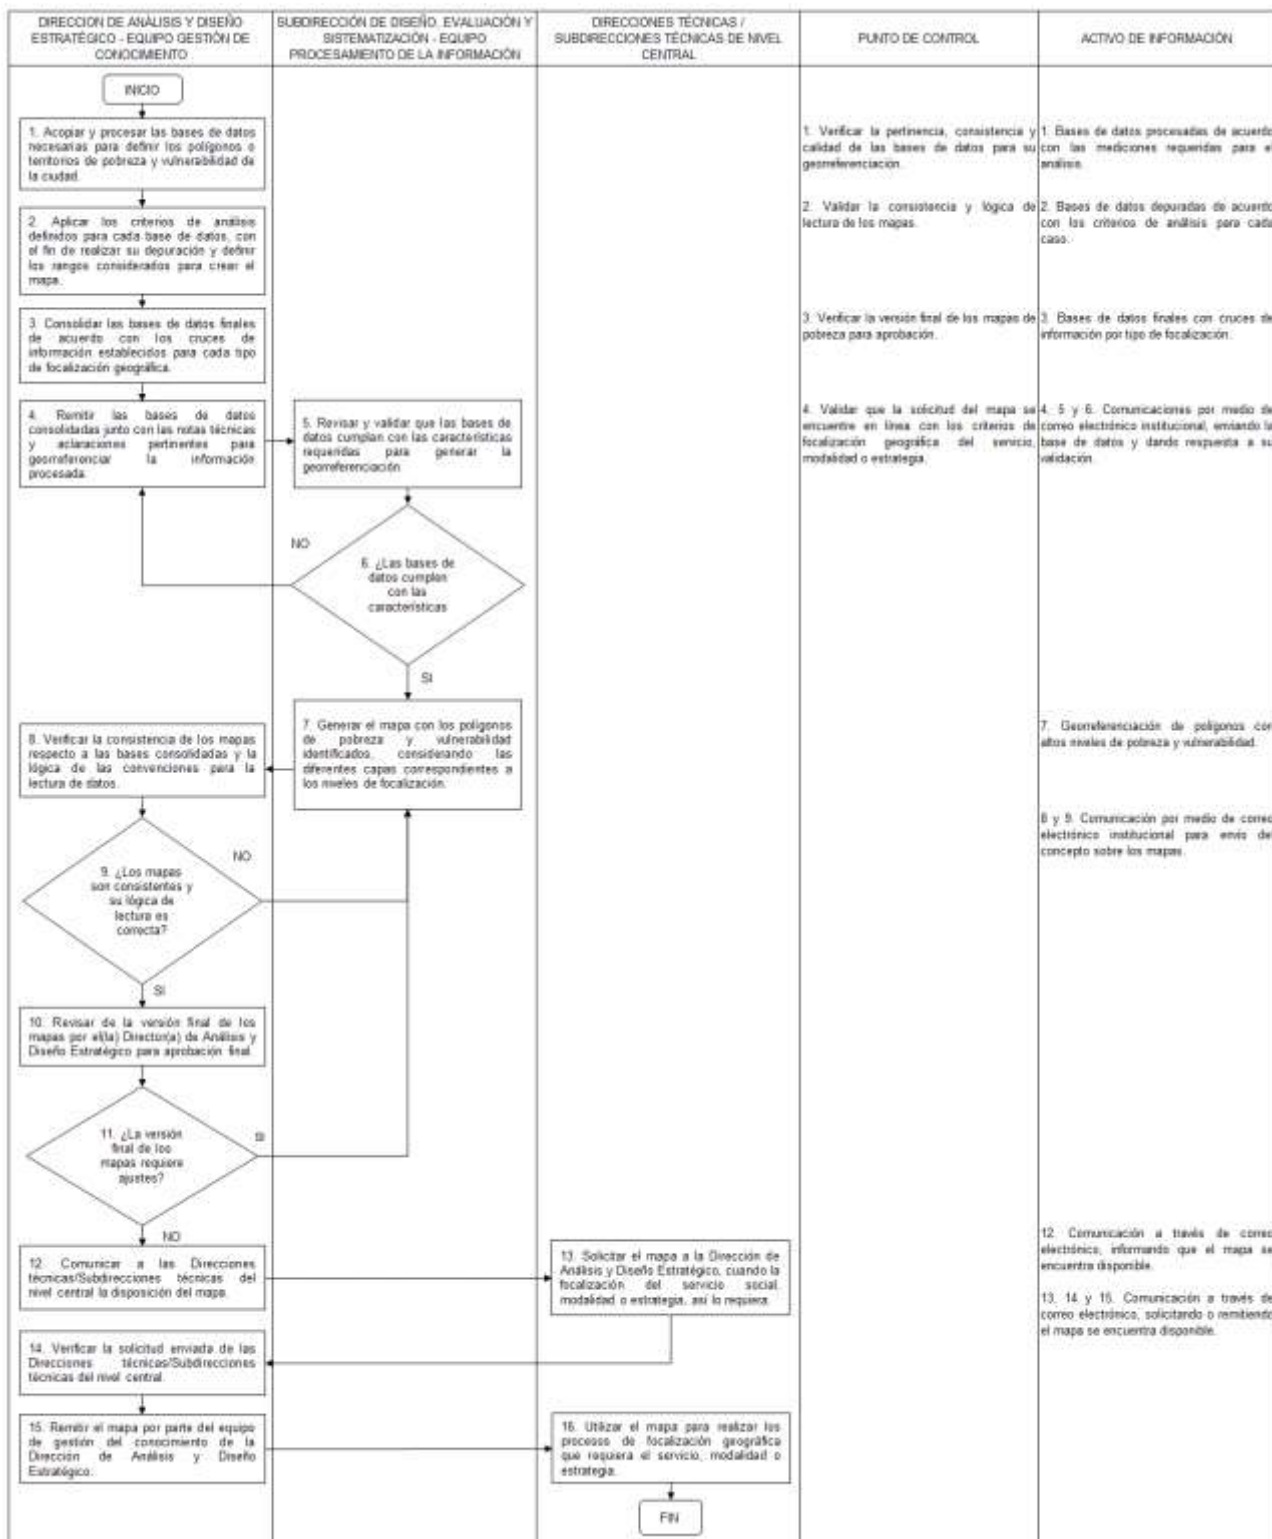 DIRECCION DE ANÁLISIS Y DISEÑO
ESTRATÉGICO - EQUIPO GESTIÓN DE
CONOCIMIENTO
SUBDIRECCIÓN DE DISEÑO, EVALUACIÓN Y
SISTEMATIZACIÓN - EQUIPO
PROCESAMIENTO DE LA INFORMACIÓN
DIRECCIONES TÉCNICAS /
SUBDIRECCIONES TÉCNICAS DE NIVEL
CENTRAL
PUNTO DE CONTROL
ACTIVO DE INFORMACIÓN
INICIO
1. Acopiar y procesar las bases de datos
necesarias para definir los polígonos o
territorios de pobreza y vulnerabilidad de
la ciudad.
1. Verificar la pertinencia, consistencia y
calidad de las bases de datos para su
georreferenciación.
1. Bases de datos procesadas de acuerdo
con las mediciones requeridas para el
análisis.
2. Aplicar los criterios de análisis
definidos para cada base de datos, con
el fin de realizar su depuración y definir
los rangos considerados para crear el
mapa.
2. Validar la consistencia y lógica de
lectura de los mapas.
2. Bases de datos depuradas de acuerdo
con los criterios de análisis para cada
caso.
3. Consolidar las bases de datos finales
de acuerdo con los cruces de
información establecidos para cada tipo
de focalización geográfica.
3. Verificar la versión final de los mapas de
pobreza para aprobación.
3. Bases de datos finales con cruces de
información por tipo de focalización.
4. Remitir las bases de datos
consolidadas junto con las notas técnicas
y aclaraciones pertinentes para
georreferenciar la información
procesada.
5. Revisar y validar que las bases de
datos cumplan con las características
requeridas para generar la
georreferenciación.
4. Validar que la solicitud del mapa se
encuentre en línea con los criterios de
focalización geográfica del servicio,
modalidad o estrategia.
4, 5 y 6. Comunicaciones por medio de
correo electrónico institucional, enviando la
base de datos y dando respuesta a su
validación.
NO
6. ¿Las bases de
datos cumplen
con las
características
SI
7. Generar el mapa con los polígonos
de pobreza y vulnerabilidad
identificados, considerando las
diferentes capas correspondientes a
los niveles de focalización.
8. Verificar la consistencia de los mapas
respecto a las bases consolidadas y la
lógica de las convenciones para la
lectura de datos.
7. Georreferenciación de polígonos con
altos niveles de pobreza y vulnerabilidad.
8 y 9. Comunicación por medio de correo
electrónico institucional para envío del
concepto sobre los mapas.
NO
9. ¿Los mapas
son consistentes y
su lógica de
lectura es
correcta?
SI
10. Revisar de la versión final de los
mapas por el(la) Director(a) de Análisis y
Diseño Estratégico para aprobación final.
11. ¿La versión
final de los
mapas requiere
ajustes?
SI
NO
12. Comunicar a las Direcciones
técnicas/Subdirecciones técnicas del
nivel central la disposición del mapa.
13. Solicitar el mapa a la Dirección de
Análisis y Diseño Estratégico, cuando la
focalización del servicio social,
modalidad o estrategia, así lo requiera.
12. Comunicación a través de correo
electrónico, informando que el mapa se
encuentra disponible.
13, 14 y 15. Comunicación a través de
correo electrónico, solicitando o remitiendo
el mapa se encuentra disponible.
14. Verificar la solicitud enviada de las
Direcciones técnicas/Subdirecciones
técnicas del nivel central.
15. Remitir el mapa por parte del equipo
de gestión del conocimiento de la
Dirección de Análisis y Diseño
Estratégico.
16. Utilizar el mapa para realizar los
procesos de focalización geográfica
que requiera el servicio, modalidad o
estrategia.
FIN